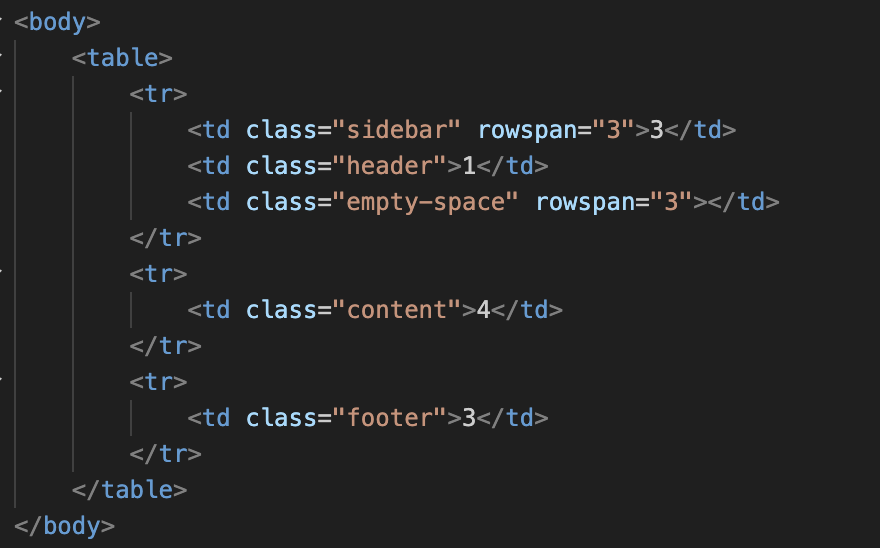 <body>
<table>
<tr>
<td class="sidebar" rowspan="3">3</td>
<td class="header">1</td>
<td class="empty-space" rowspan="3"></td>
</tr>
<tr>
<td class="content">4</td>
</tr>
<tr>
<td class="footer">3</td>
</tr>
</table>
</body>